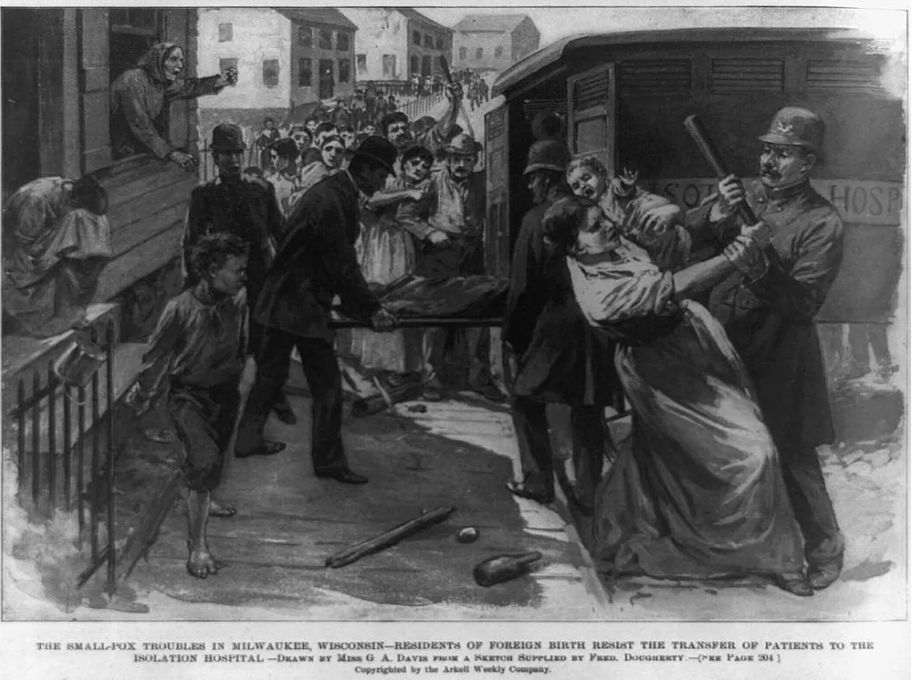 ISOL HOSP
THE SMALL-POX TROUBLES IN MILWAUKEE, WISCONSIN—RESIDENTS OF FOREIGN BIRTH RESIST THE TRANSFER OF PATIENTS TO THE
ISOLATION HOSPITAL—DRAWN BY MISS G A. DAVIS FROM A SKETCH SUPPLIED BY FRED. DOUGHERTY.—[SEE PAGE 204]
Copyrighted by the Arkell Weekly Company.